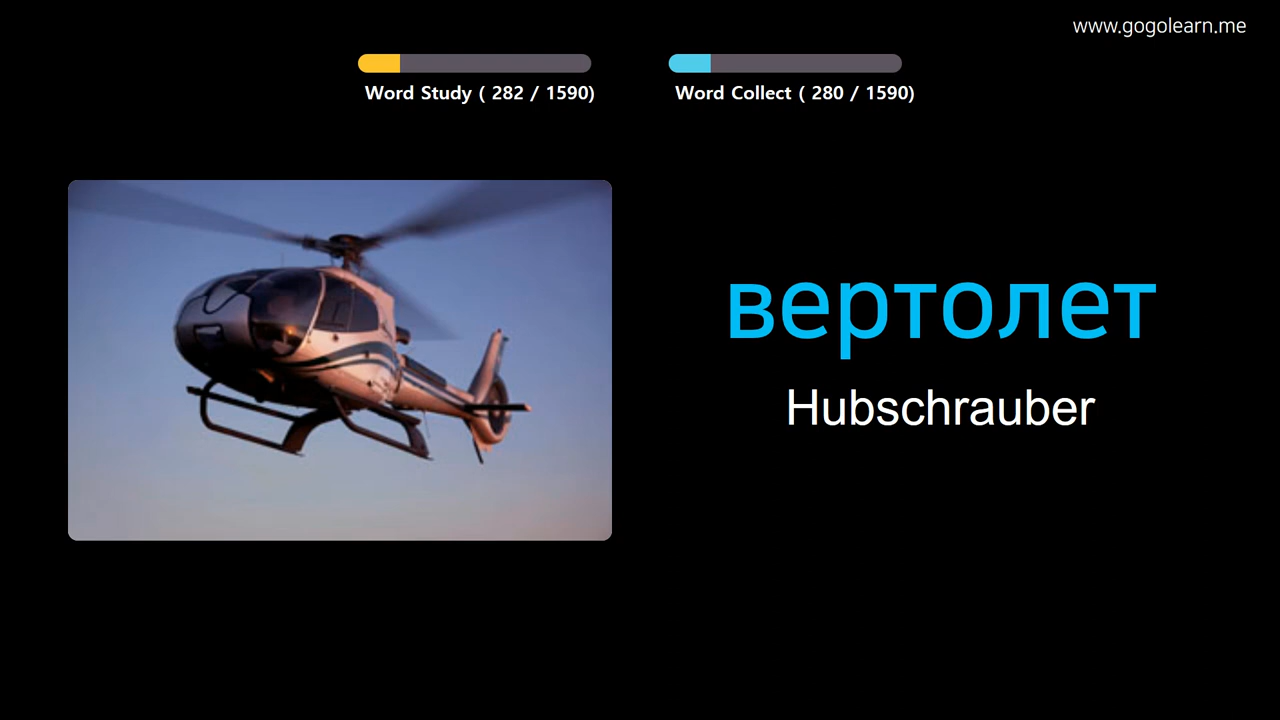 www.gogolearn.me
Word Study ( 282 / 1590)
Word Collect ( 280 / 1590)
вертолет
Hubschrauber